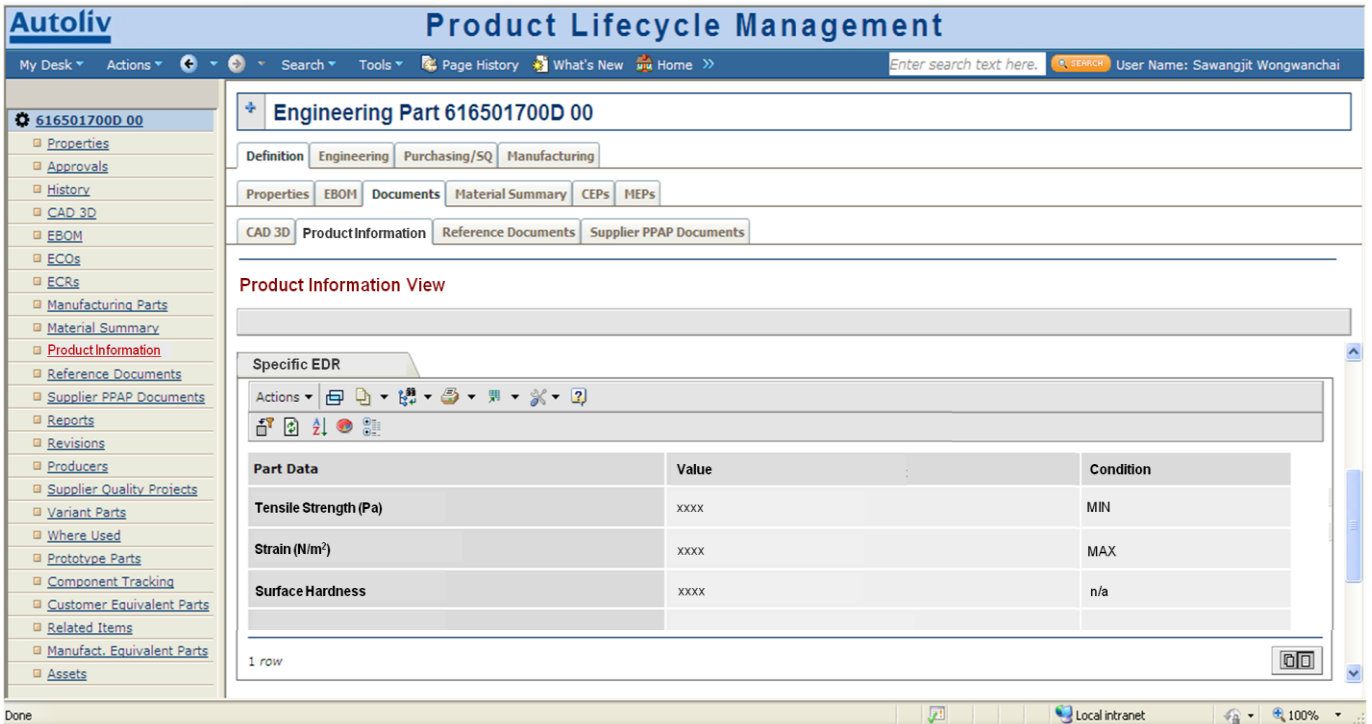 Autoliv
Product Lifecycle Management
My Desk Actions Search Tools Page History What's New Home » Enter search text here. SEARCH User Name: Sawangjit Wongwanchai
616501700D 00
Properties
Approvals
History
CAD 3D
EBOM
ECOs
ECRs
Manufacturing Parts
Material Summary
Product Information
Reference Documents
Supplier PPAP Documents
Reports
Revisions
Producers
Supplier Quality Projects
Variant Parts
Where Used
Prototype Parts
Component Tracking
Customer Equivalent Parts
Related Items
Manufact. Equivalent Parts
Assets
Engineering Part 616501700D 00
Definition Engineering Purchasing/SQ Manufacturing
Properties EBOM Documents Material Summary CEPs MEPs
CAD 3D Product Information Reference Documents Supplier PPAP Documents
Product Information View
Specific EDR
Actions
Part Data Value : Condition
Tensile Strength (Pa) xxxx MIN
Strain (N/m²) xxxx MAX
Surface Hardness xxxx n/a
1 row
Done Local intranet 100%